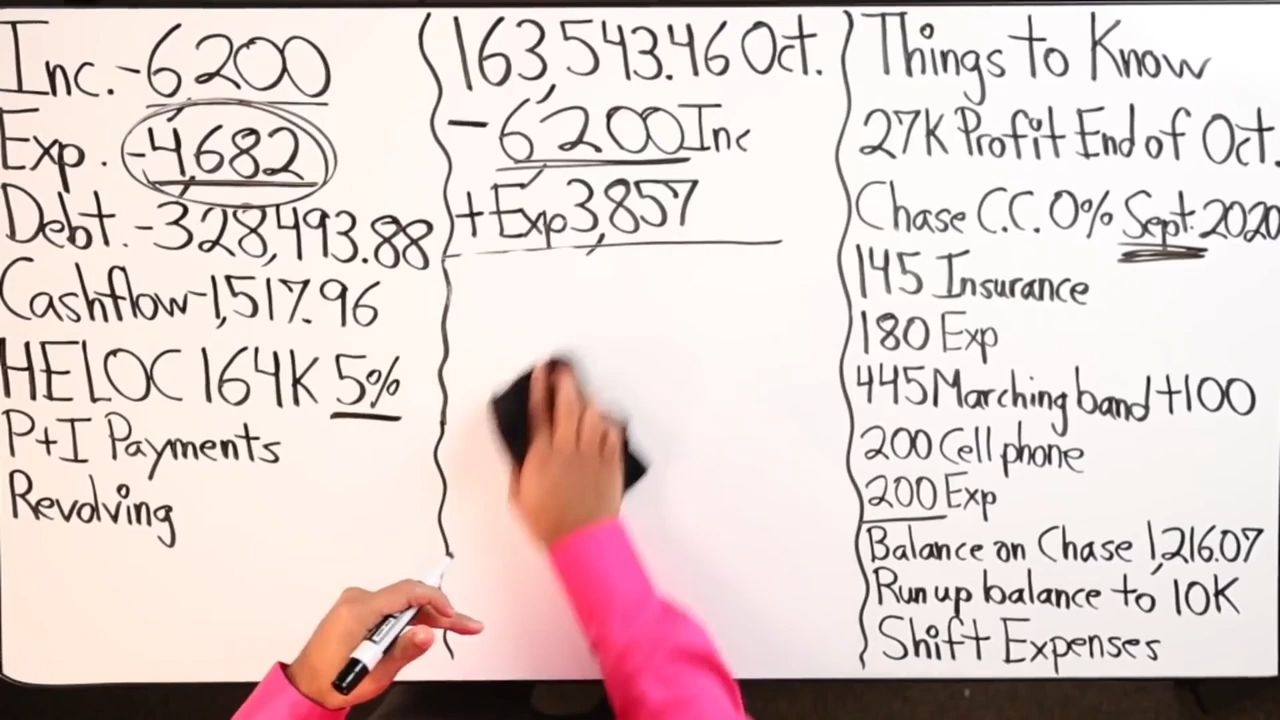 Inc. - 6,200
Exp. - 4,682
Debt. - 328,493.88
Cashflow - 1,517.96
HELOC 164K 5%
P+I Payments
Revolving
163,543.46 Oct.
- 6,200 Inc
+ Exp 3,857
Things to Know
27K Profit End of Oct.
Chase C.C. 0% Sept. 2020
145 Insurance
180 Exp
445 Marching band +100
200 Cell phone
200 Exp
Balance on Chase 1,216.07
Run up balance to 10K
Shift Expenses